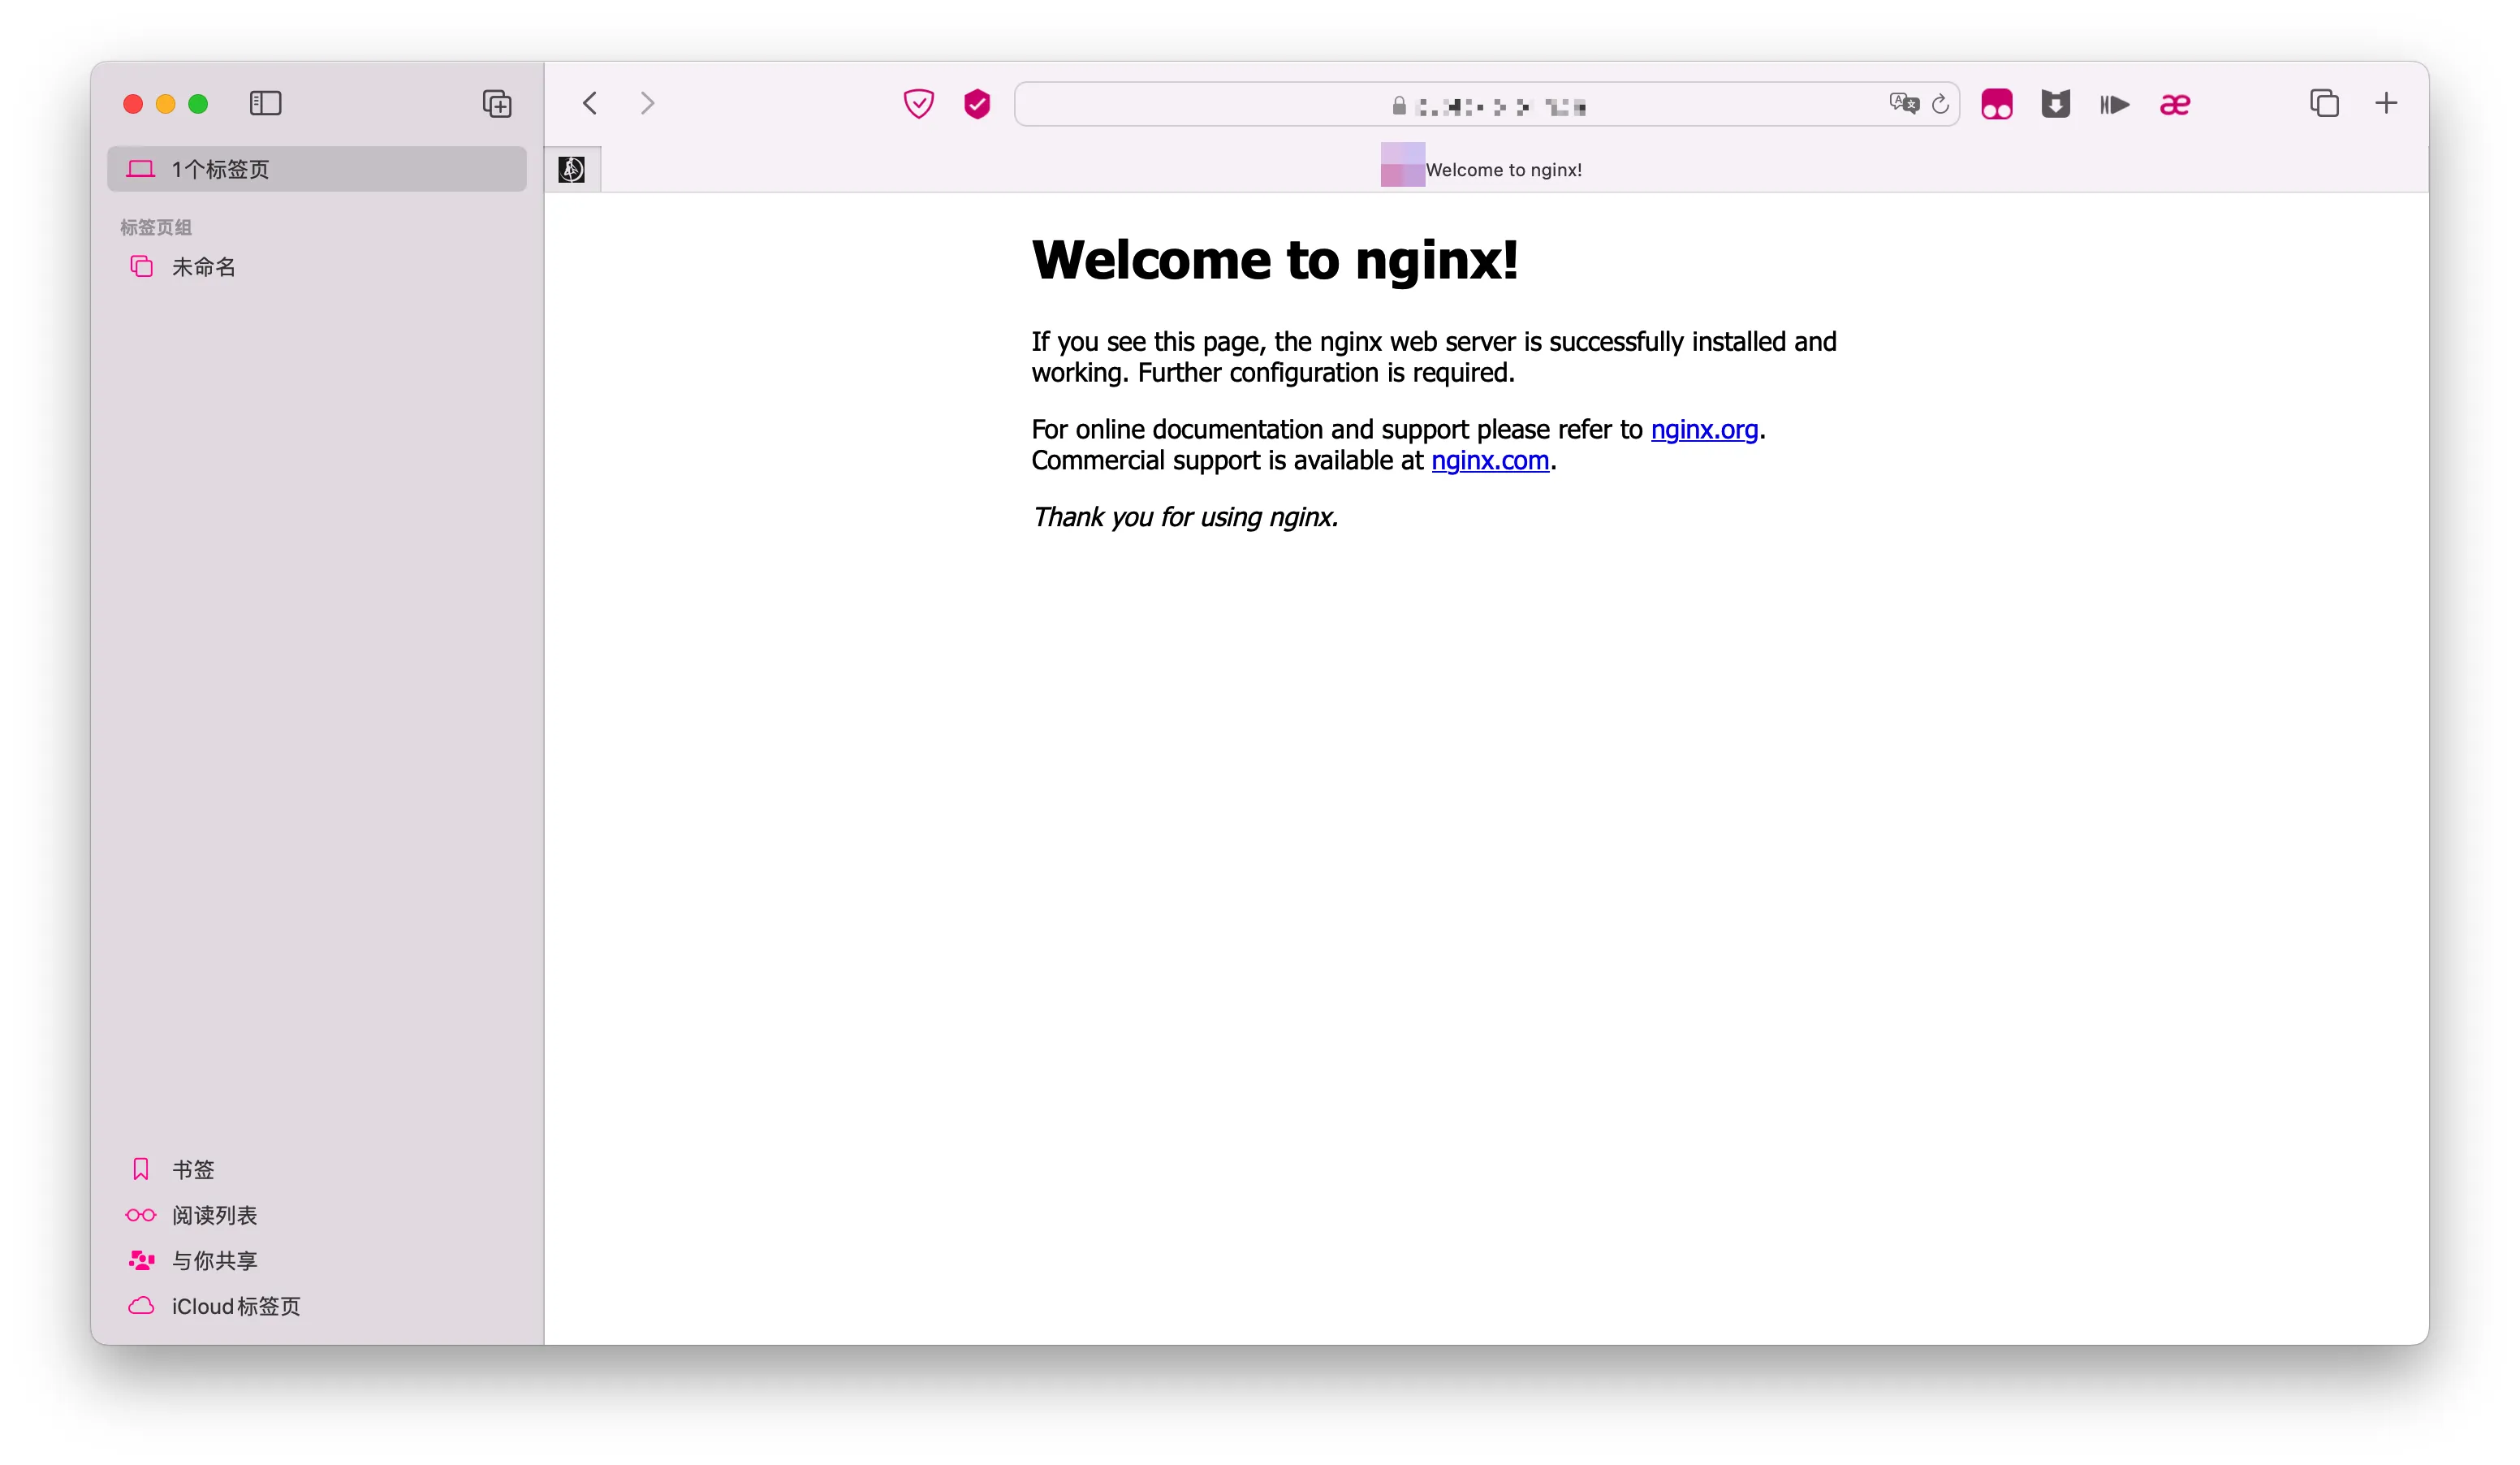 1个标签页
标签页组
未命名
书签
阅读列表
与你共享
iCloud标签页
æ
Welcome to nginx!
Welcome to nginx!
If you see this page, the nginx web server is successfully installed and
working. Further configuration is required.
For online documentation and support please refer to nginx.org.
Commercial support is available at nginx.com.
Thank you for using nginx.